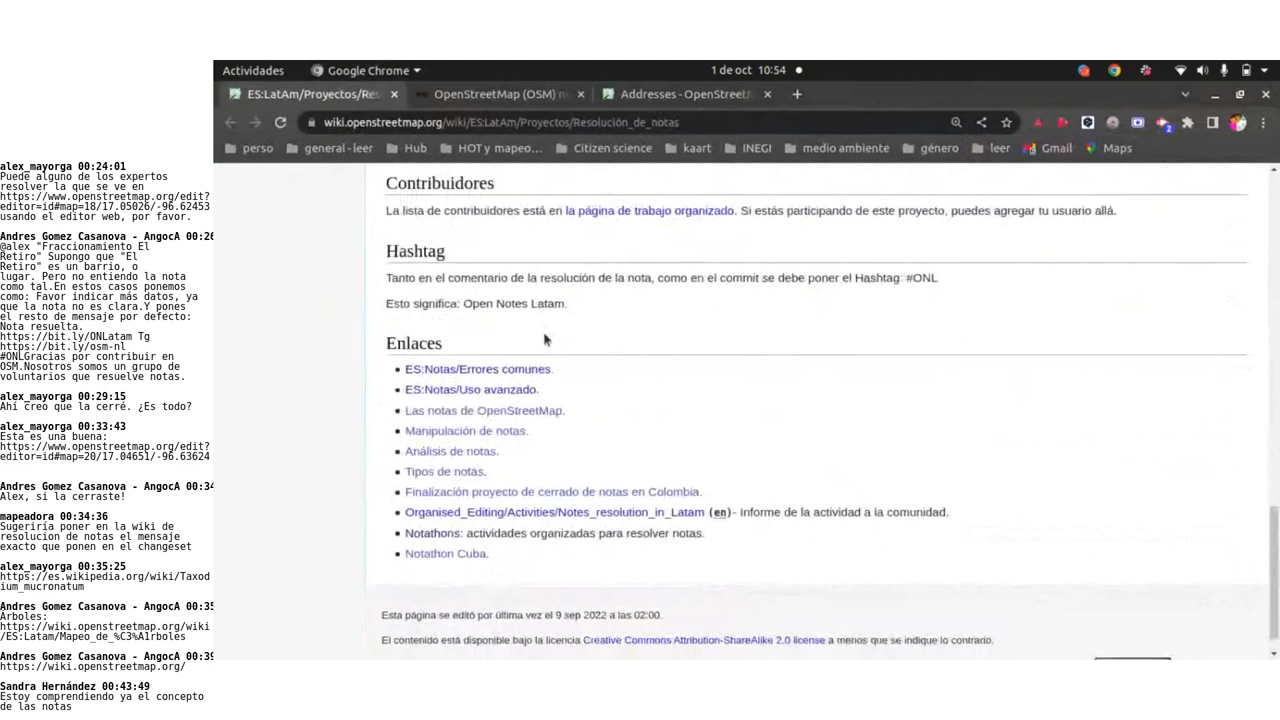 alex_mayorga 00:24:01
Puede alguno de los expertos
resolver la que se ve en
https://www.openstreetmap.org/edit?
editor=id#map=18/17.05026/-96.62453
usando el editor web, por favor.
Andres Gomez Casanova - AngocA 00:26
@alex "Fraccionamiento El
Retiro" Supongo que "El
Retiro" es un barrio, o
lugar. Pero no entiendo la nota
como tal.En estos casos ponemos
como: Favor indicar más datos, ya
que la nota no es clara.Y pones
el resto de mensaje por defecto:
Nota resuelta.
https://bit.ly/ONLatam Tg
https://bit.ly/osm-nl
#ONLGracias por contribuir en
OSM.Nosotros somos un grupo de
voluntarios que resuelve notas.
alex_mayorga 00:29:15
Ahí creo que la cerré. ¿Es todo?
alex_mayorga 00:33:43
Esta es una buena:
https://www.openstreetmap.org/edit?
editor=id#map=20/17.04651/-96.63624
Andres Gomez Casanova - AngocA 00:34
Alex, si la cerraste!
mapeadora 00:34:36
Sugeriría poner en la wiki de
resolucion de notas el mensaje
exacto que ponen en el changeset
alex_mayorga 00:35:25
https://es.wikipedia.org/wiki/Taxod
ium_mucronatum
Andres Gomez Casanova - AngocA 00:35
Árboles:
https://wiki.openstreetmap.org/wiki
/ES:Latam/Mapeo_de_%C3%A1rboles
Andres Gomez Casanova - AngocA 00:39
https://wiki.openstreetmap.org/
Sandra Hernández 00:43:49
Estoy comprendiendo ya el concepto
de las notas
Actividades Google Chrome 1 de oct 10:54
ES:LatAm/Proyectos/Res OpenStreetMap (OSM) n Addresses - OpenStreetM
wiki.openstreetmap.org/wiki/ES:LatAm/Proyectos/Resolución_de_notas
perso general-leer Hub HOT y mapeo... Citizen science kaart INEGI medio ambiente género leer Gmail Maps
Contribuidores
La lista de contribuidores está en la página de trabajo organizado. Si estás participando de este proyecto, puedes agregar tu usuario allá.
Hashtag
Tanto en el comentario de la resolución de la nota, como en el commit se debe poner el Hashtag: #ONL
Esto significa: Open Notes Latam.
Enlaces
• ES:Notas/Errores comunes.
• ES:Notas/Uso avanzado.
• Las notas de OpenStreetMap.
• Manipulación de notas.
• Análisis de notas.
• Tipos de notas.
• Finalización proyecto de cerrado de notas en Colombia.
• Organised_Editing/Activities/Notes_resolution_in_Latam (en)- Informe de la actividad a la comunidad.
• Notathons: actividades organizadas para resolver notas.
• Notathon Cuba.
Esta página se editó por última vez el 9 sep 2022 a las 02:00.
El contenido está disponible bajo la licencia Creative Commons Attribution-ShareAlike 2.0 license a menos que se indique lo contrario.